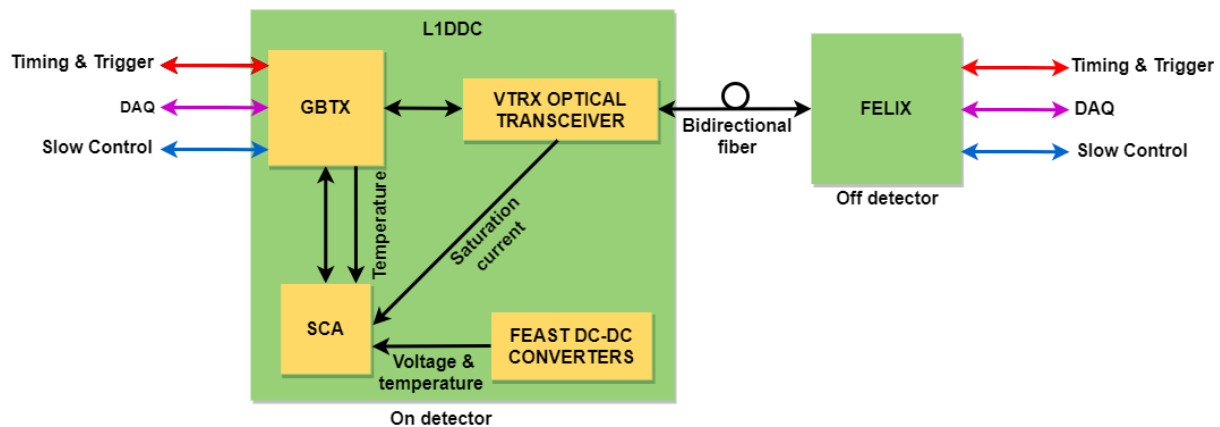 L1DDC
Timing & Trigger
DAQ
Slow Control
GBTX
VTRX OPTICAL
TRANSCEIVER
Bidirectional
fiber
FELIX
Off detector
Timing & Trigger
DAQ
Slow Control
Temperature
Saturation
current
SCA
FEAST DC-DC
CONVERTERS
Voltage &
temperature
On detector